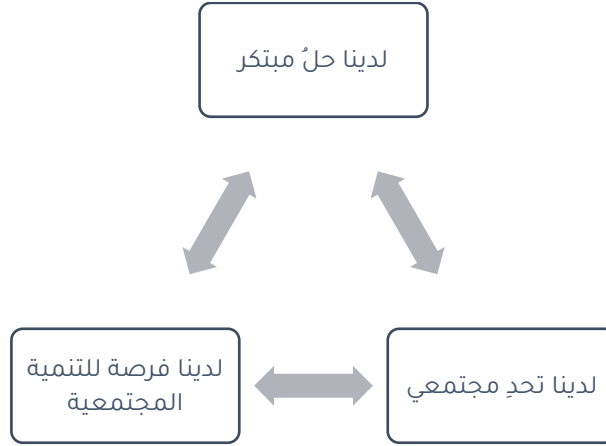 لدينا حلُ مبتكر
لدينا تحدِ مجتمعي
لدينا فرصة للتنمية
المجتمعية